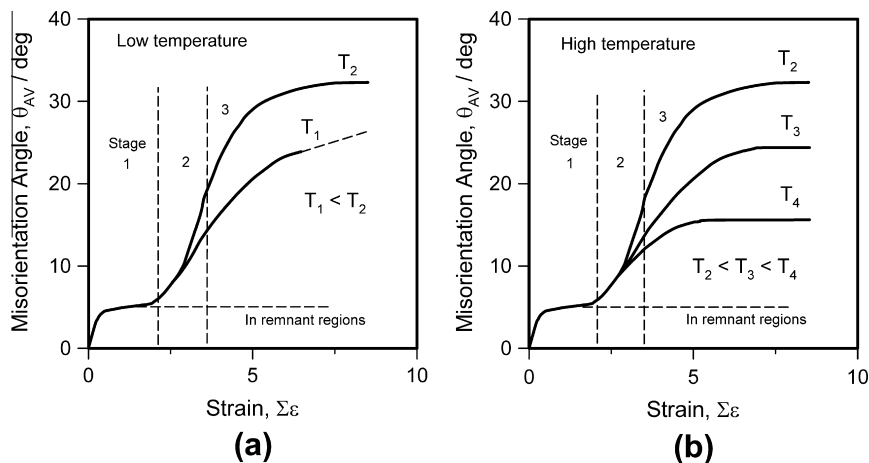 40
30
20
10
0
0
5
10
Misorientation Angle, θAV / deg
Strain, Σε
Low temperature
Stage
1
2
3
T2
T1
T1 < T2
In remnant regions
(a)
40
30
20
10
0
0
5
10
Misorientation Angle, θAV / deg
Strain, Σε
High temperature
Stage
1
2
3
T2
T3
T4
T2 < T3 < T4
In remnant regions
(b)